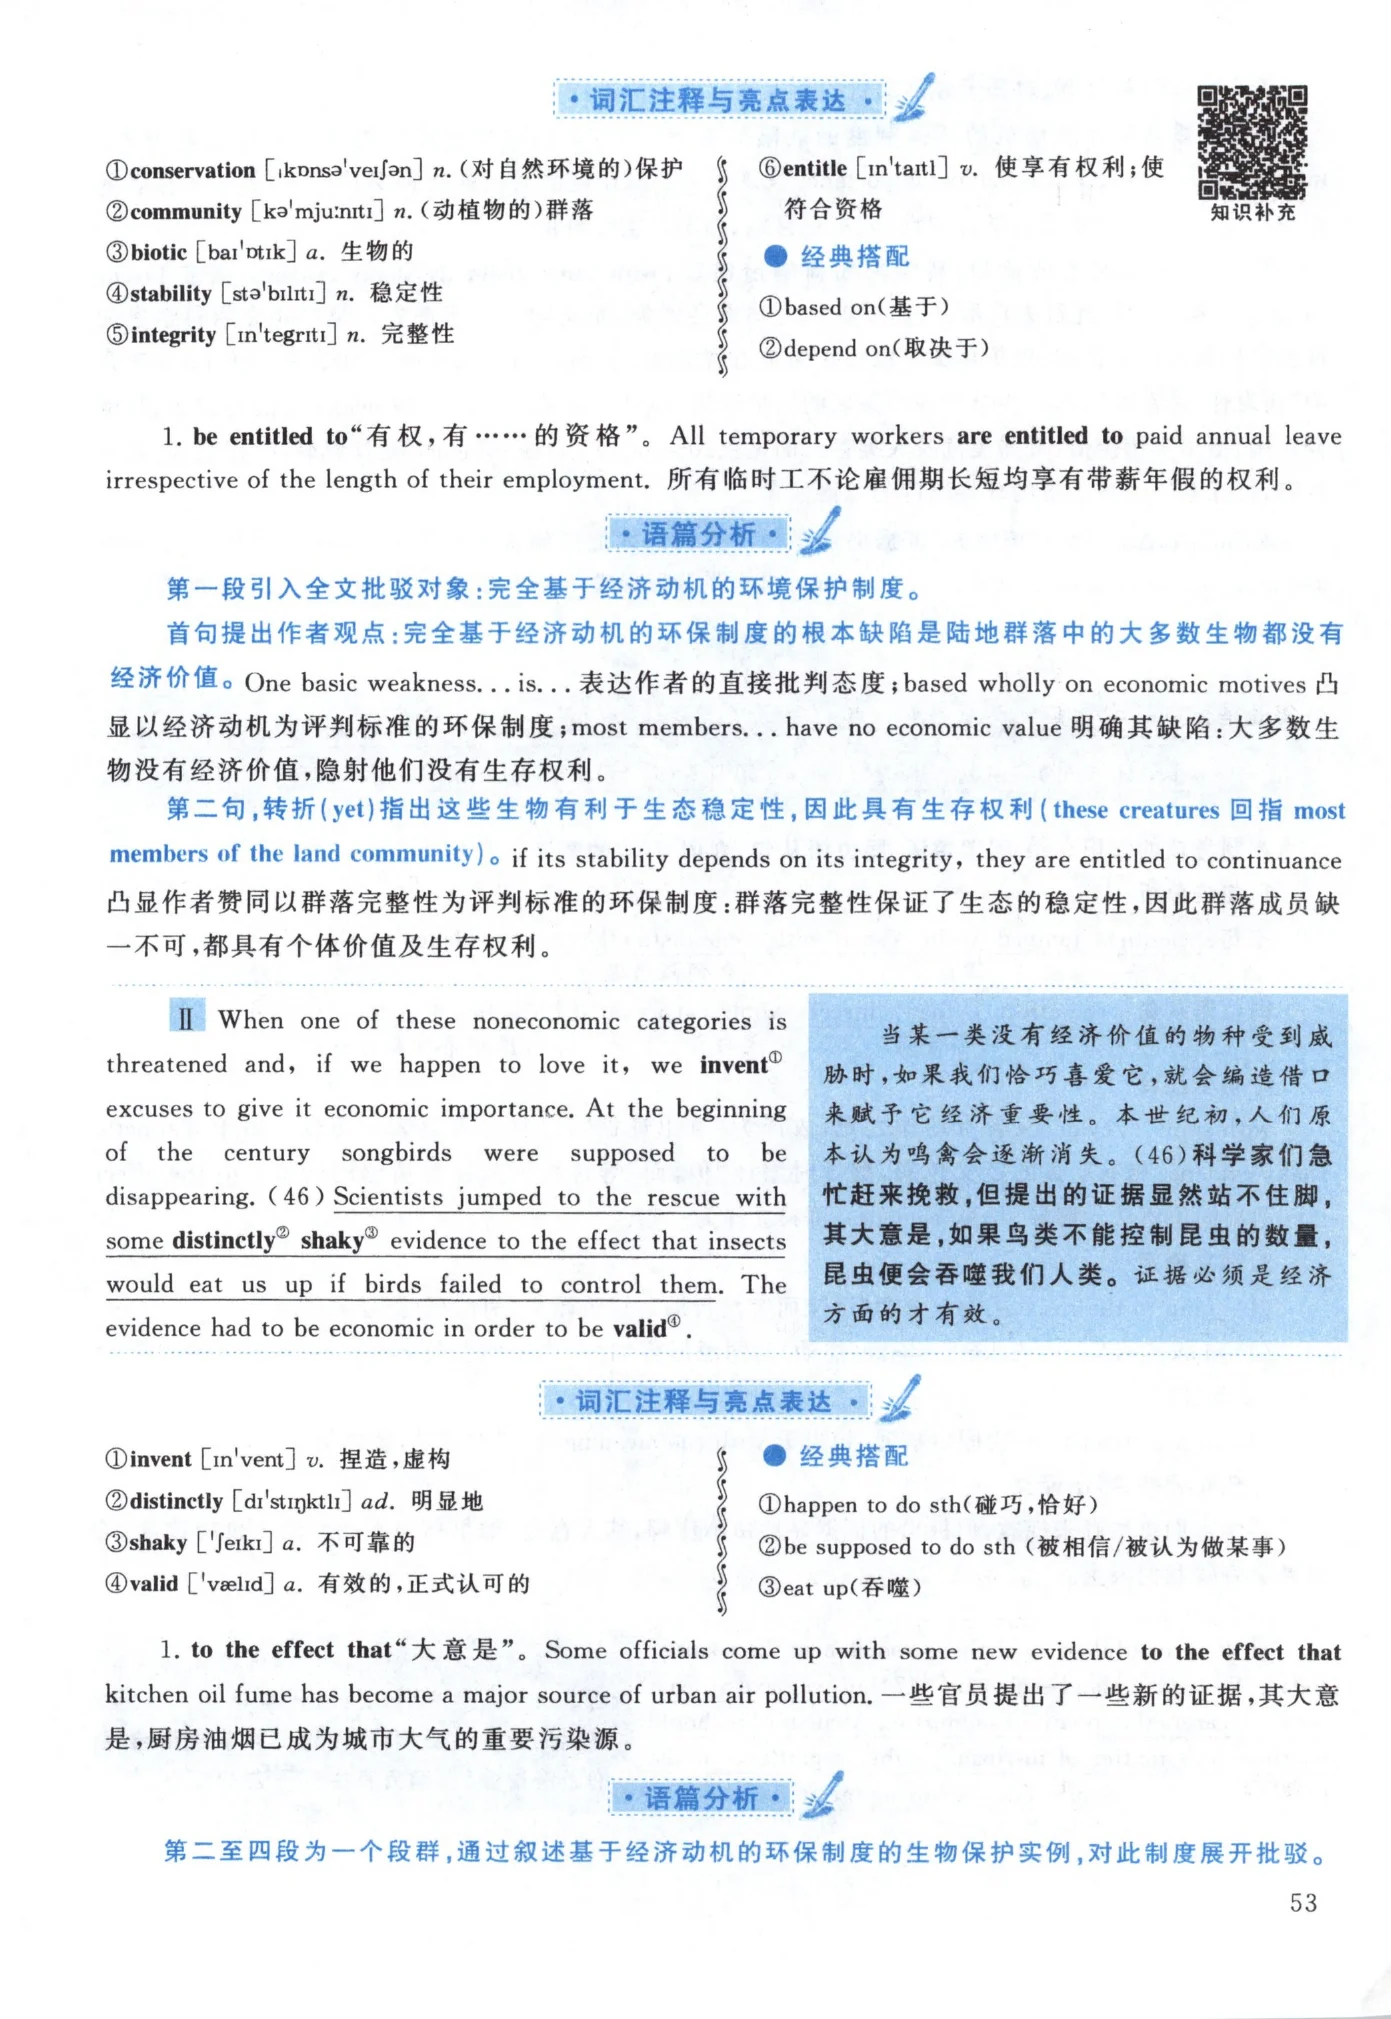 ·词汇注释与亮点表达·
①conservation [ˌkɒnsə'veɪʃən] n.(对自然环境的)保护
②community [kə'mjuːnɪtɪ] n.(动植物的)群落
③biotic [baɪ'ɒtɪk] a. 生物的
④stability [stə'bɪlɪtɪ] n. 稳定性
⑤integrity [ɪn'tegrɪtɪ] n. 完整性
⑥entitle [ɪn'taɪtl] v. 使享有权利;使
符合资格
● 经典搭配
①based on(基于)
②depend on(取决于)
知识补充
1. be entitled to“有权,有……的资格”。All temporary workers are entitled to paid annual leave
irrespective of the length of their employment. 所有临时工不论雇佣期长短均享有带薪年假的权利。
·语篇分析·
第一段引入全文批驳对象:完全基于经济动机的环境保护制度。
首句提出作者观点:完全基于经济动机的环保制度的根本缺陷是陆地群落中的大多数生物都没有
经济价值。One basic weakness... is... 表达作者的直接批判态度;based wholly on economic motives 凸
显以经济动机为评判标准的环保制度;most members... have no economic value 明确其缺陷:大多数生
物没有经济价值,隐射他们没有生存权利。
第二句,转折(yet)指出这些生物有利于生态稳定性,因此具有生存权利(these creatures 回指 most
members of the land community)。if its stability depends on its integrity, they are entitled to continuance
凸显作者赞同以群落完整性为评判标准的环保制度:群落完整性保证了生态的稳定性,因此群落成员缺
一不可,都具有个体价值及生存权利。
Ⅱ When one of these noneconomic categories is
threatened and, if we happen to love it, we invent①
excuses to give it economic importance. At the beginning
of the century songbirds were supposed to be
disappearing. (46) Scientists jumped to the rescue with
some distinctly② shaky③ evidence to the effect that insects
would eat us up if birds failed to control them. The
evidence had to be economic in order to be valid④.
当某一类没有经济价值的物种受到威
胁时,如果我们恰巧喜爱它,就会编造借口
来赋予它经济重要性。本世纪初,人们原
本认为鸣禽会逐渐消失。(46)科学家们急
忙赶来挽救,但提出的证据显然站不住脚,
其大意是,如果鸟类不能控制昆虫的数量,
昆虫便会吞噬我们人类。证据必须是经济
方面的才有效。
·词汇注释与亮点表达·
①invent [ɪn'vent] v. 捏造,虚构
②distinctly [dɪ'stɪŋktlɪ] ad. 明显地
③shaky ['ʃeɪkɪ] a. 不可靠的
④valid ['vælɪd] a. 有效的,正式认可的
● 经典搭配
①happen to do sth(碰巧,恰好)
②be supposed to do sth (被相信/被认为做某事)
③eat up(吞噬)
1. to the effect that“大意是”。Some officials come up with some new evidence to the effect that
kitchen oil fume has become a major source of urban air pollution. 一些官员提出了一些新的证据,其大意
是,厨房油烟已成为城市大气的重要污染源。
·语篇分析·
第二至四段为一个段群,通过叙述基于经济动机的环保制度的生物保护实例,对此制度展开批驳。
53